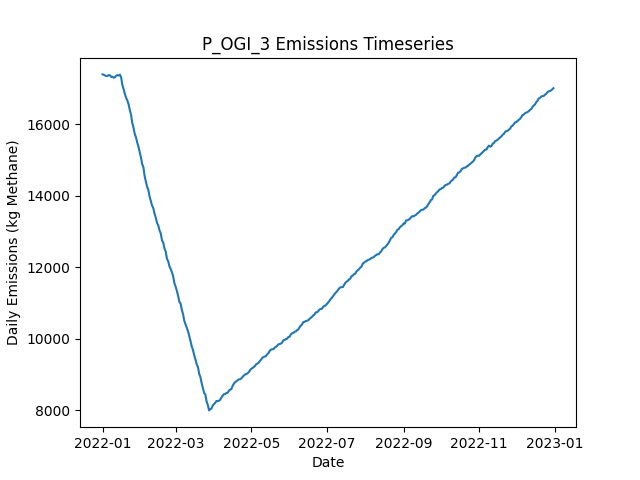 P_OGI_3 Emissions Timeseries
Daily Emissions (kg Methane)
16000
14000
12000
10000
8000
2022-01 2022-03 2022-05 2022-07 2022-09 2022-11 2023-01
Date